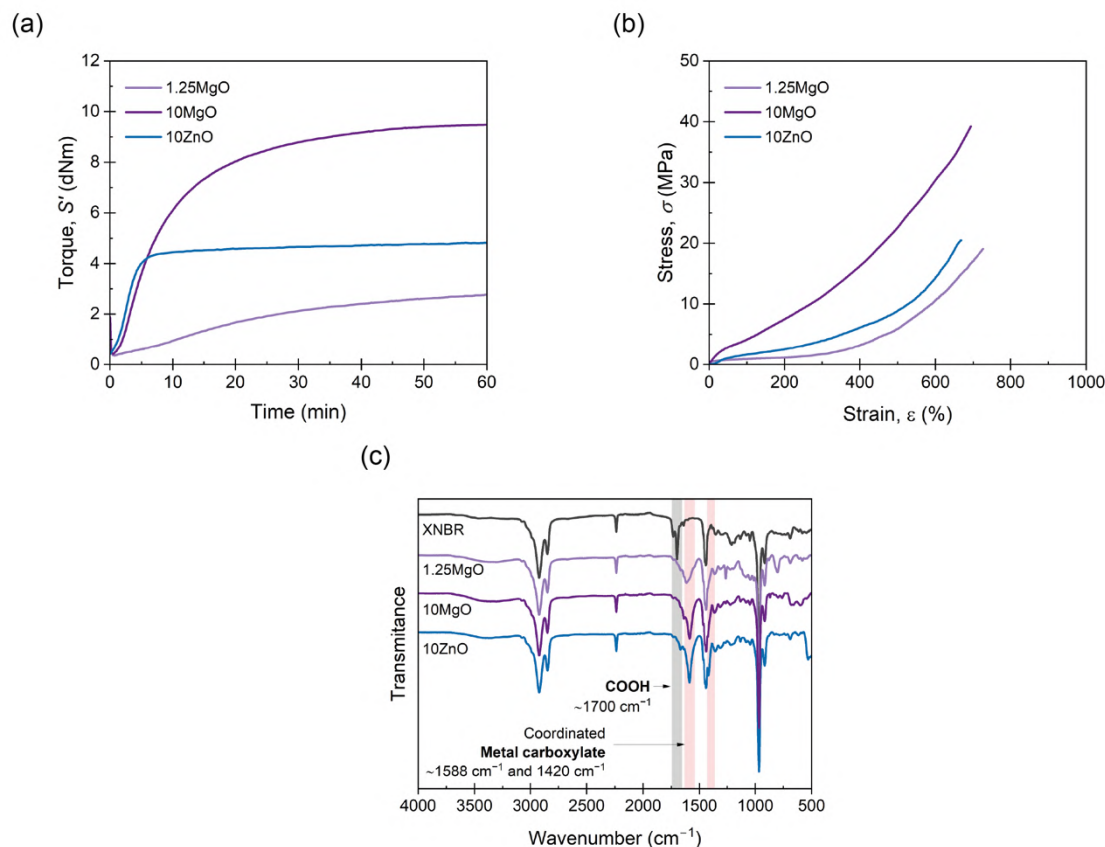 (a)
12
10
8
6
4
2
0
Torque, S′ (dNm)
1.25MgO
10MgO
10ZnO
0 10 20 30 40 50 60
Time (min)
(b)
50
40
30
20
10
0
Stress, σ (MPa)
1.25MgO
10MgO
10ZnO
0 200 400 600 800 1000
Strain, ε (%)
(c)
Transmitance
XNBR
1.25MgO
10MgO
10ZnO
COOH
~1700 cm⁻¹
Coordinated
Metal carboxylate
~1588 cm⁻¹ and 1420 cm⁻¹
4000 3500 3000 2500 2000 1500 1000 500
Wavenumber (cm⁻¹)